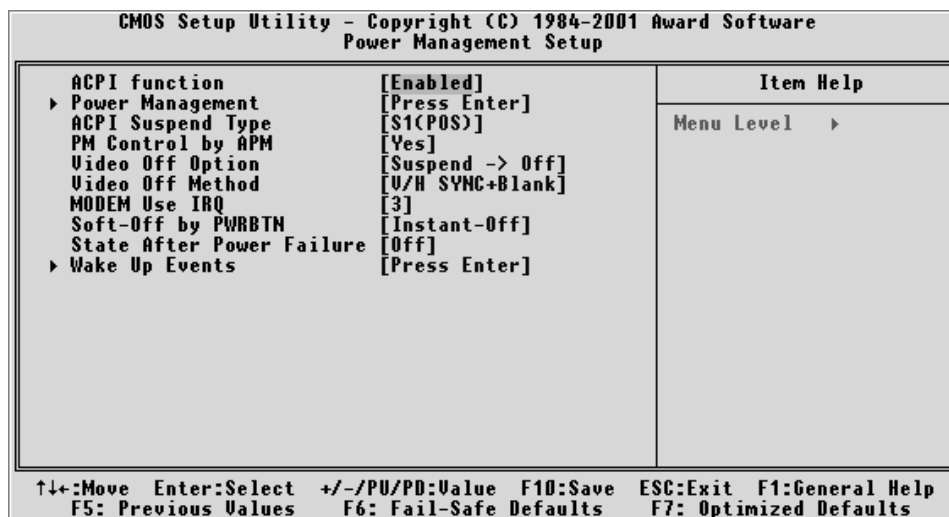 CMOS Setup Utility - Copyright (C) 1984-2001 Award Software
Power Management Setup
ACPI function [Enabled]
▸ Power Management [Press Enter]
ACPI Suspend Type [S1(POS)]
PM Control by APM [Yes]
Video Off Option [Suspend -> Off]
Video Off Method [V/H SYNC+Blank]
MODEM Use IRQ [3]
Soft-Off by PWRBTN [Instant-Off]
State After Power Failure [Off]
▸ Wake Up Events [Press Enter]
Item Help
Menu Level ▸
↑↓←:Move Enter:Select +/-/PU/PD:Value F10:Save ESC:Exit F1:General Help
F5: Previous Values F6: Fail-Safe Defaults F7: Optimized Defaults